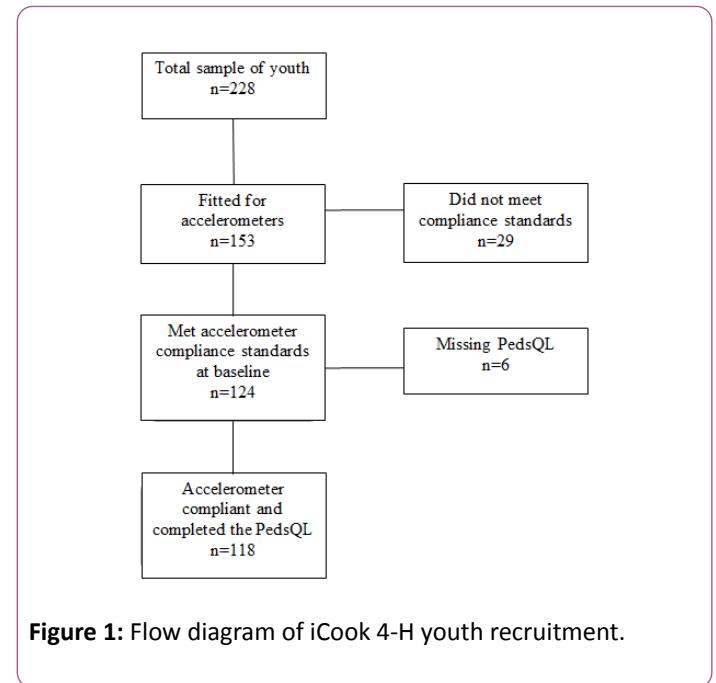 Total sample of youth
n=228
Fitted for
accelerometers
n=153
Did not meet
compliance standards
n=29
Met accelerometer
compliance standards
at baseline
n=124
Missing PedsQL
n=6
Accelerometer
compliant and
completed the PedsQL
n=118
Figure 1: Flow diagram of iCook 4-H youth recruitment.